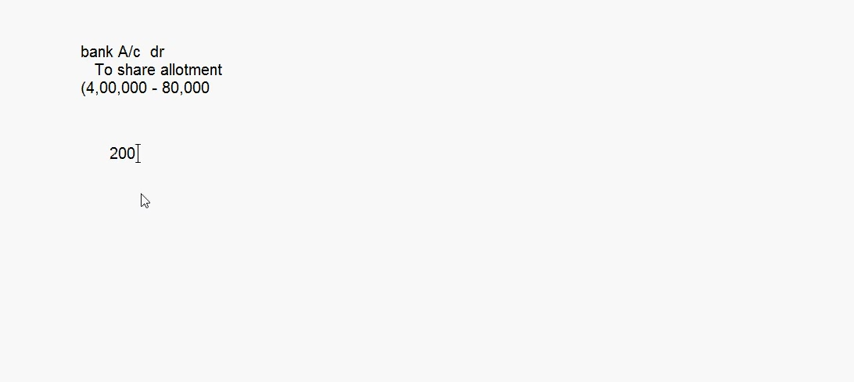 bank A/c dr
To share allotment
(4,00,000 - 80,000
200